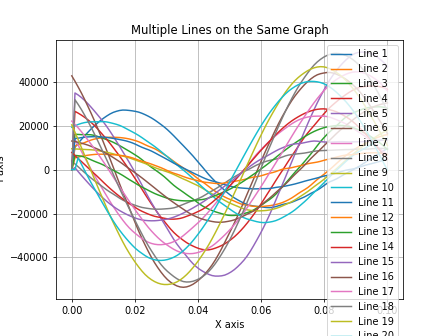 Multiple Lines on the Same Graph
40000
20000
0
−20000
−40000
0.00
0.02
0.04
0.06
X axis
Line 1
Line 2
Line 3
Line 4
Line 5
Line 6
Line 7
Line 8
Line 9
Line 10
Line 11
Line 12
Line 13
Line 14
Line 15
Line 16
Line 17
Line 18
Line 19